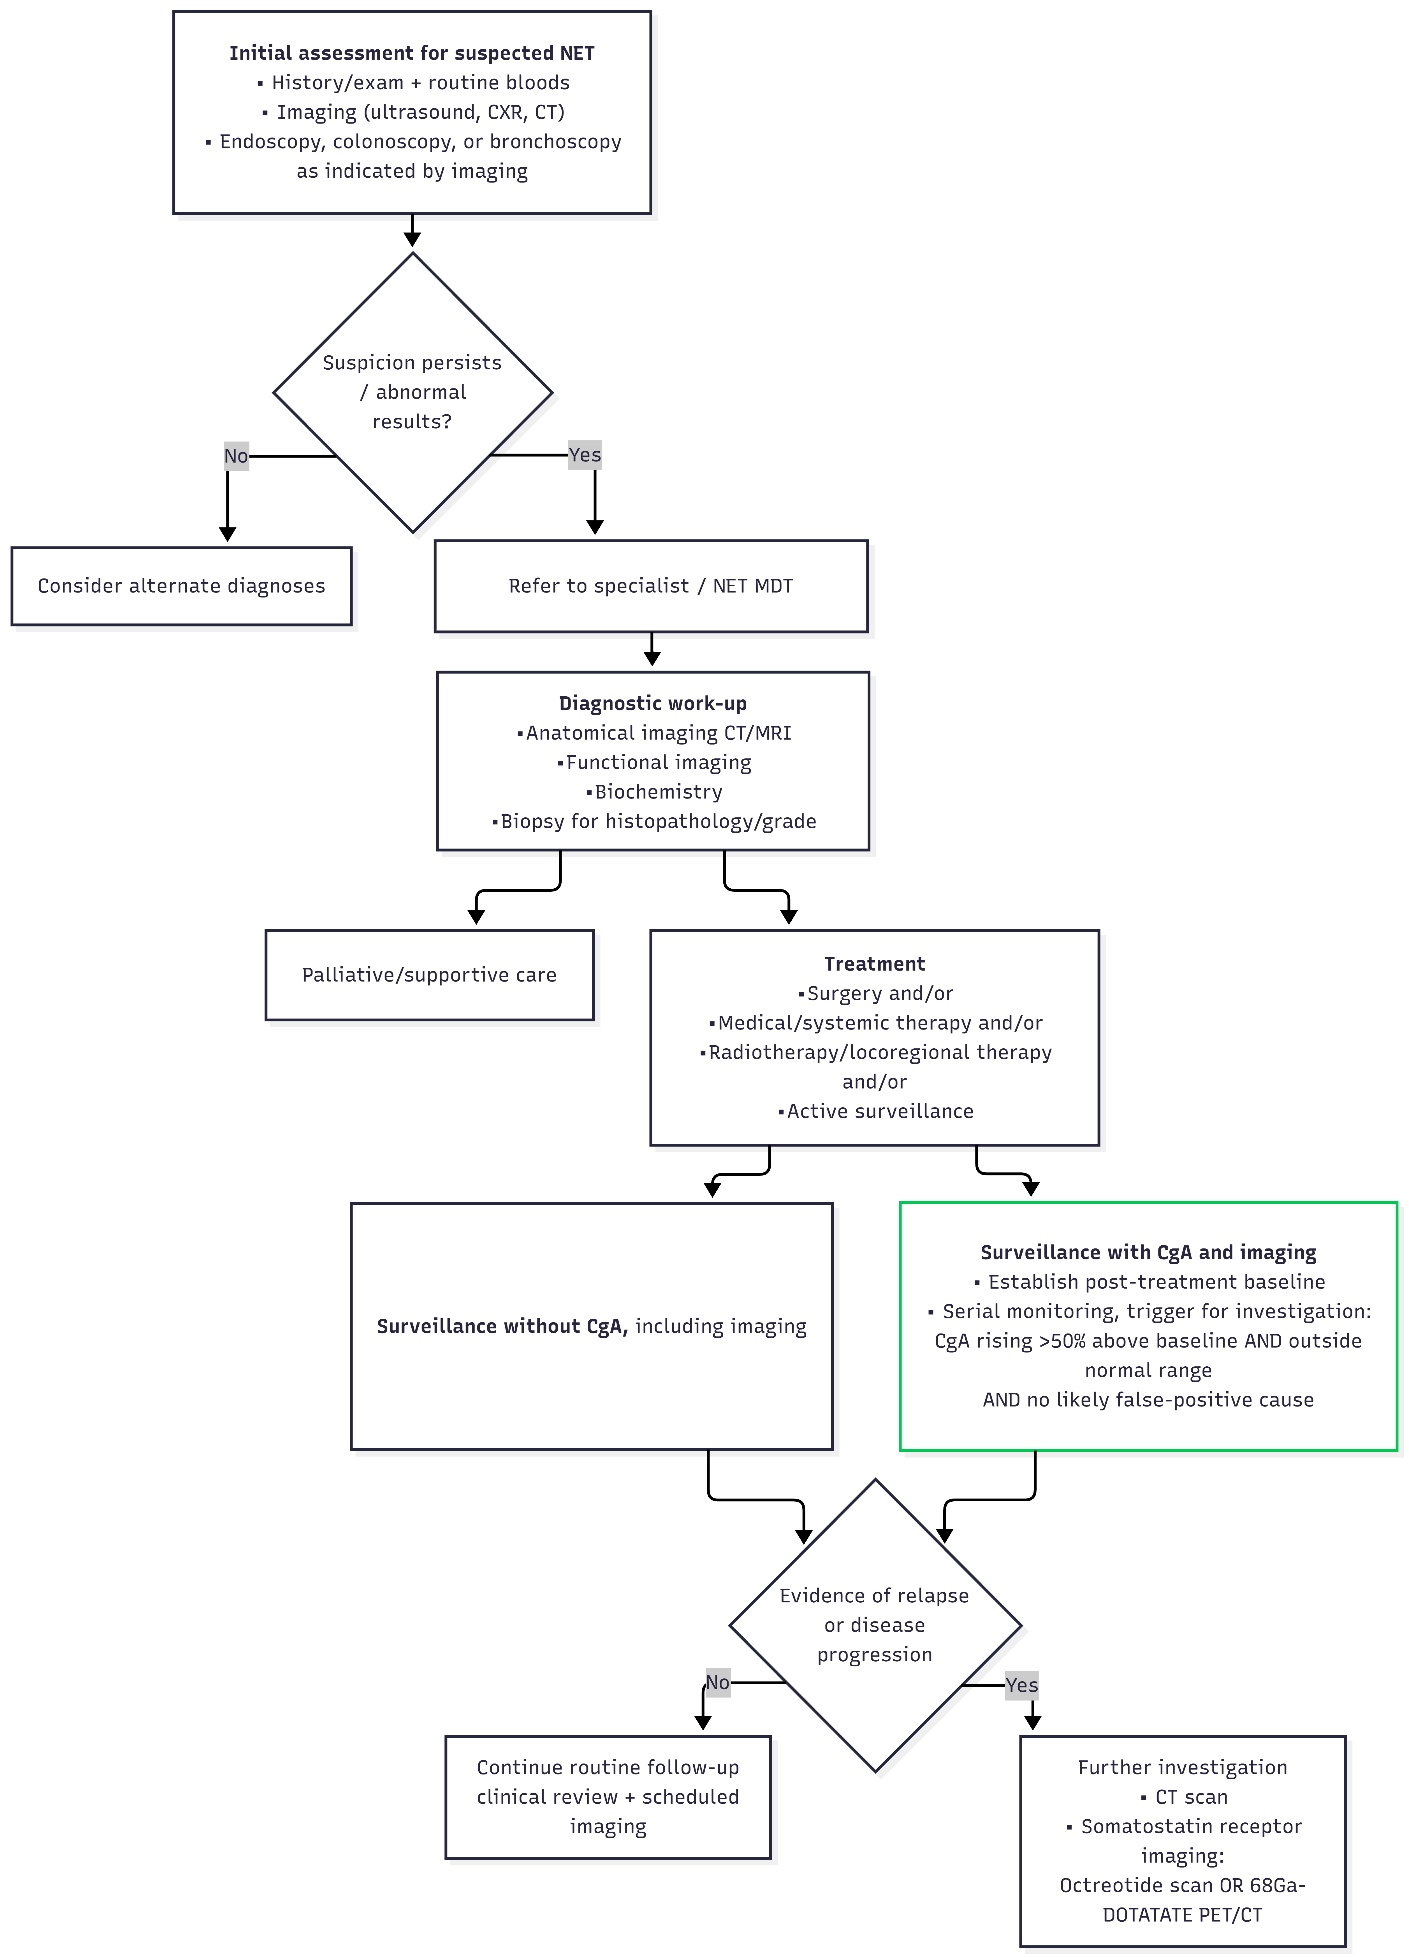 Initial assessment for suspected NET
▪ History/exam + routine bloods
▪ Imaging (ultrasound, CXR, CT)
▪ Endoscopy, colonoscopy, or bronchoscopy
as indicated by imaging
Suspicion persists
/ abnormal
results?
No
Yes
Consider alternate diagnoses
Refer to specialist / NET MDT
Diagnostic work-up
▪Anatomical imaging CT/MRI
▪Functional imaging
▪Biochemistry
▪Biopsy for histopathology/grade
Palliative/supportive care
Treatment
▪Surgery and/or
▪Medical/systemic therapy and/or
▪Radiotherapy/locoregional therapy
and/or
▪Active surveillance
Surveillance without CgA, including imaging
Surveillance with CgA and imaging
▪ Establish post-treatment baseline
▪ Serial monitoring, trigger for investigation:
CgA rising >50% above baseline AND outside
normal range
AND no likely false-positive cause
Evidence of relapse
or disease
progression
No
Yes
Continue routine follow-up
clinical review + scheduled
imaging
Further investigation
▪ CT scan
▪ Somatostatin receptor
imaging:
Octreotide scan OR 68Ga-
DOTATATE PET/CT